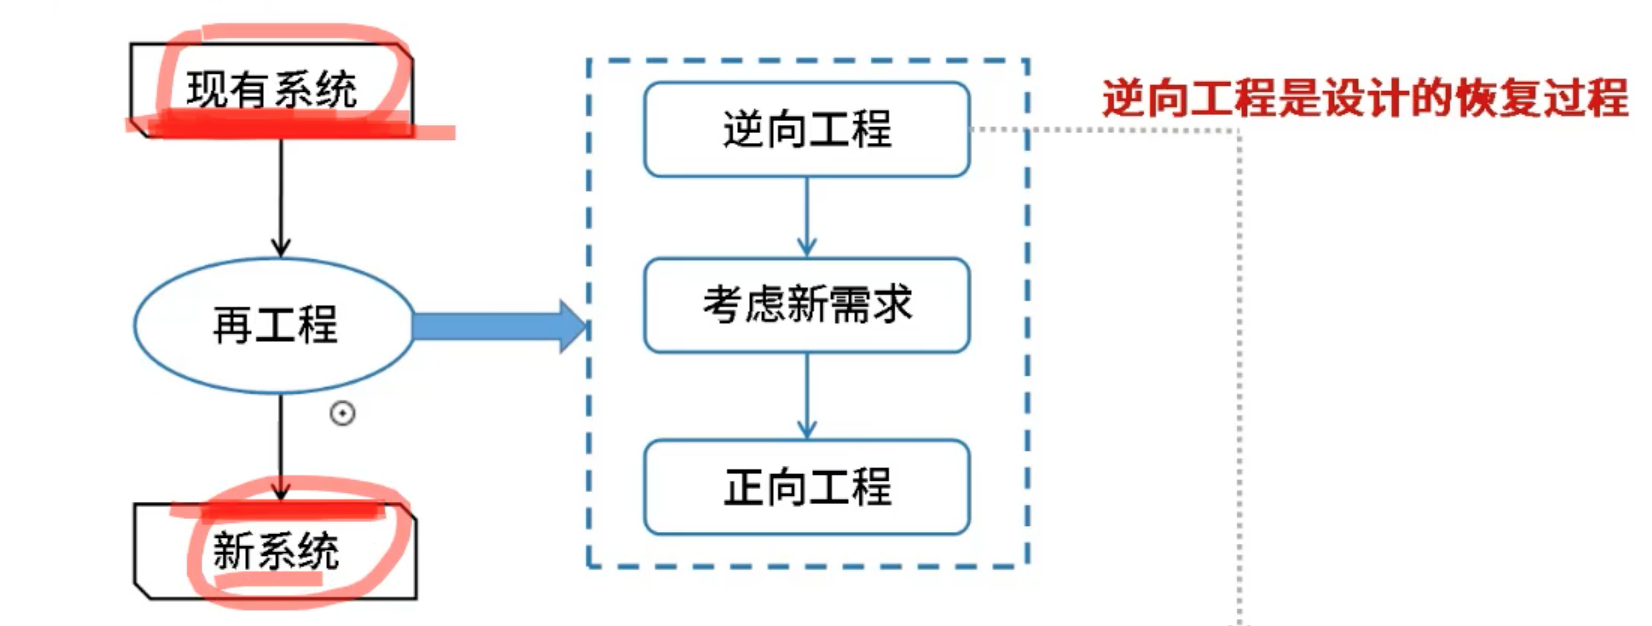 现有系统
逆向工程
逆向工程是设计的恢复过程
再工程
考虑新需求
正向工程
新系统